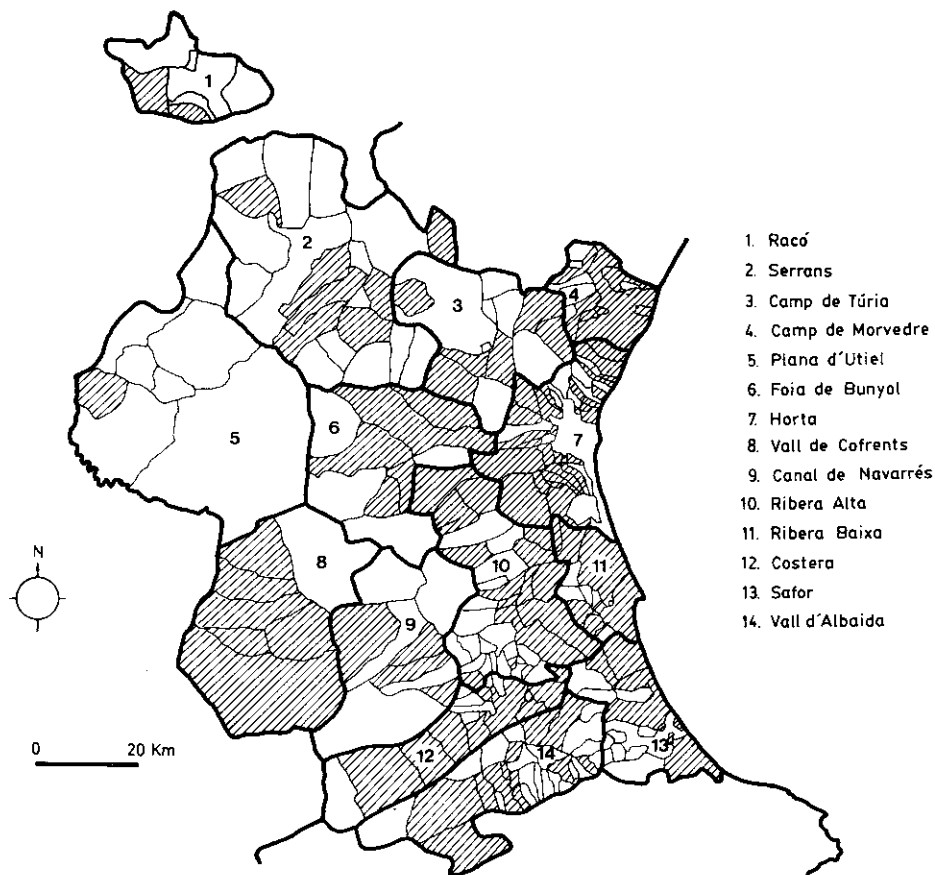 1
2
3
4
5
6
7
8
9
10
11
12
13
14
1. Racó
2. Serrans
3. Camp de Túria
4. Camp de Morvedre
5. Plana d´Utiel
6. Foia de Bunyol
7. Horta
8. Vall de Cofrents
9. Canal de Navarrés
10. Ribera Alta
11. Ribera Baixa
12. Costera
13. Safor
14. Vall d´Albaida
N
0 20 Km